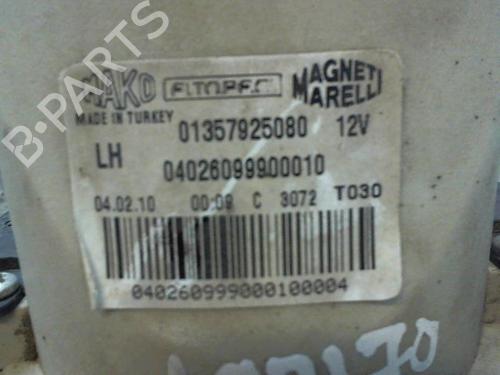 B-PARTS
MAKO
MAGNETI
MARELLI
MADE IN TURKEY
01357925080 12V
LH
04026099900010
04.02.10 00:09 C 3072 T030
040260999000100004
B-PARTS